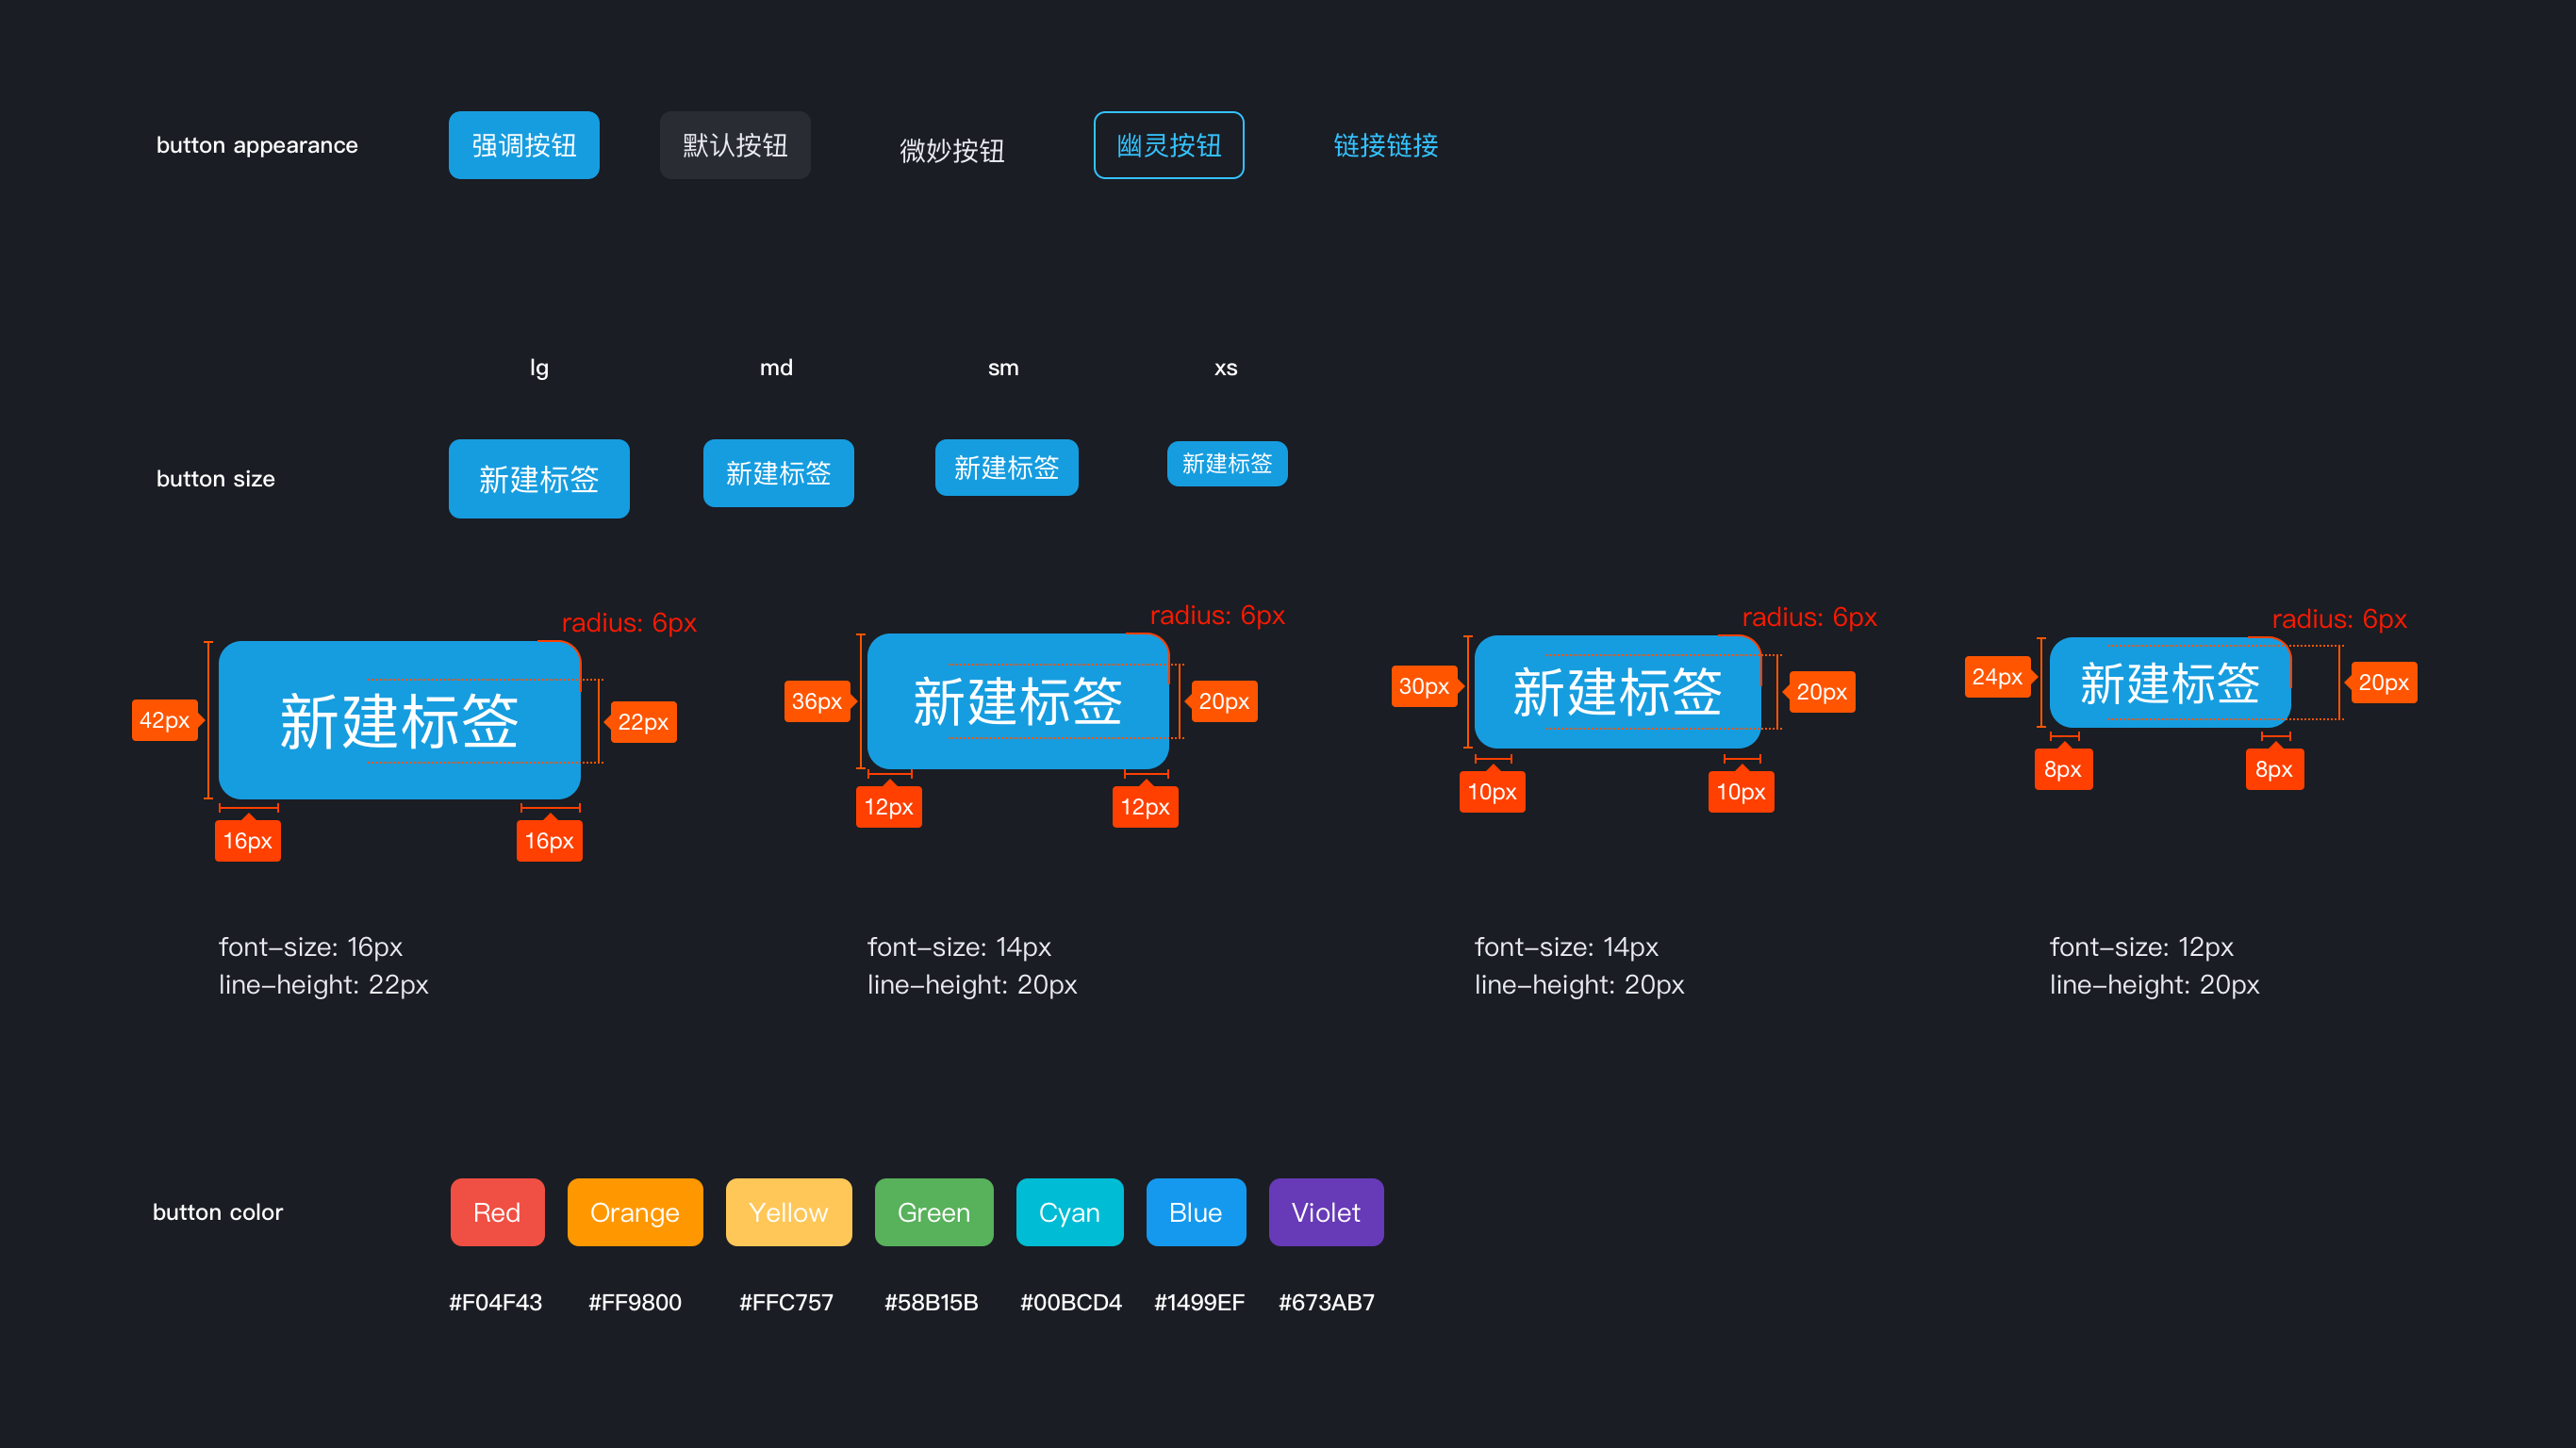 button appearance
强调按钮
默认按钮
微妙按钮
幽灵按钮
链接链接
lg
md
sm
xs
button size
新建标签
新建标签
新建标签
新建标签
radius: 6px
42px
新建标签
22px
16px
16px
radius: 6px
36px
新建标签
20px
12px
12px
radius: 6px
30px
新建标签
20px
10px
10px
radius: 6px
24px
新建标签
20px
8px
8px
font-size: 16px
line-height: 22px
font-size: 14px
line-height: 20px
font-size: 14px
line-height: 20px
font-size: 12px
line-height: 20px
button color
Red
Orange
Yellow
Green
Cyan
Blue
Violet
#F04F43
#FF9800
#FFC757
#58B15B
#00BCD4
#1499EF
#673AB7